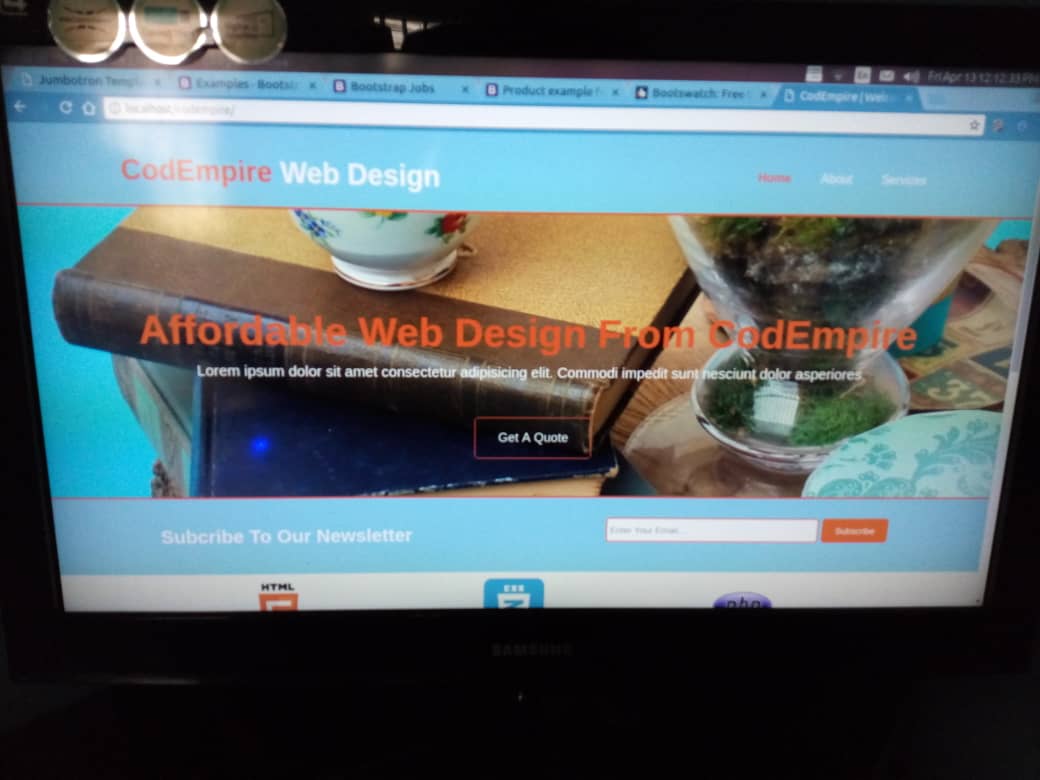 Fri Apr 13 12:12:33 PM
Jumbotron Templ
Examples · Bootst
Bootstrap Jobs
Product example f
Bootswatch: Free
CodEmpire | Wel
localhost/codempire/
CodEmpire Web Design
Home About Services
Affordable Web Design From CodEmpire
Lorem ipsum dolor sit amet consectetur adipisicing elit. Commodi impedit sunt nesciunt dolor asperiores
Get A Quote
Subcribe To Our Newsletter
Enter Your Email...
Subscribe
HTML
CSS
php
SAMSUNG